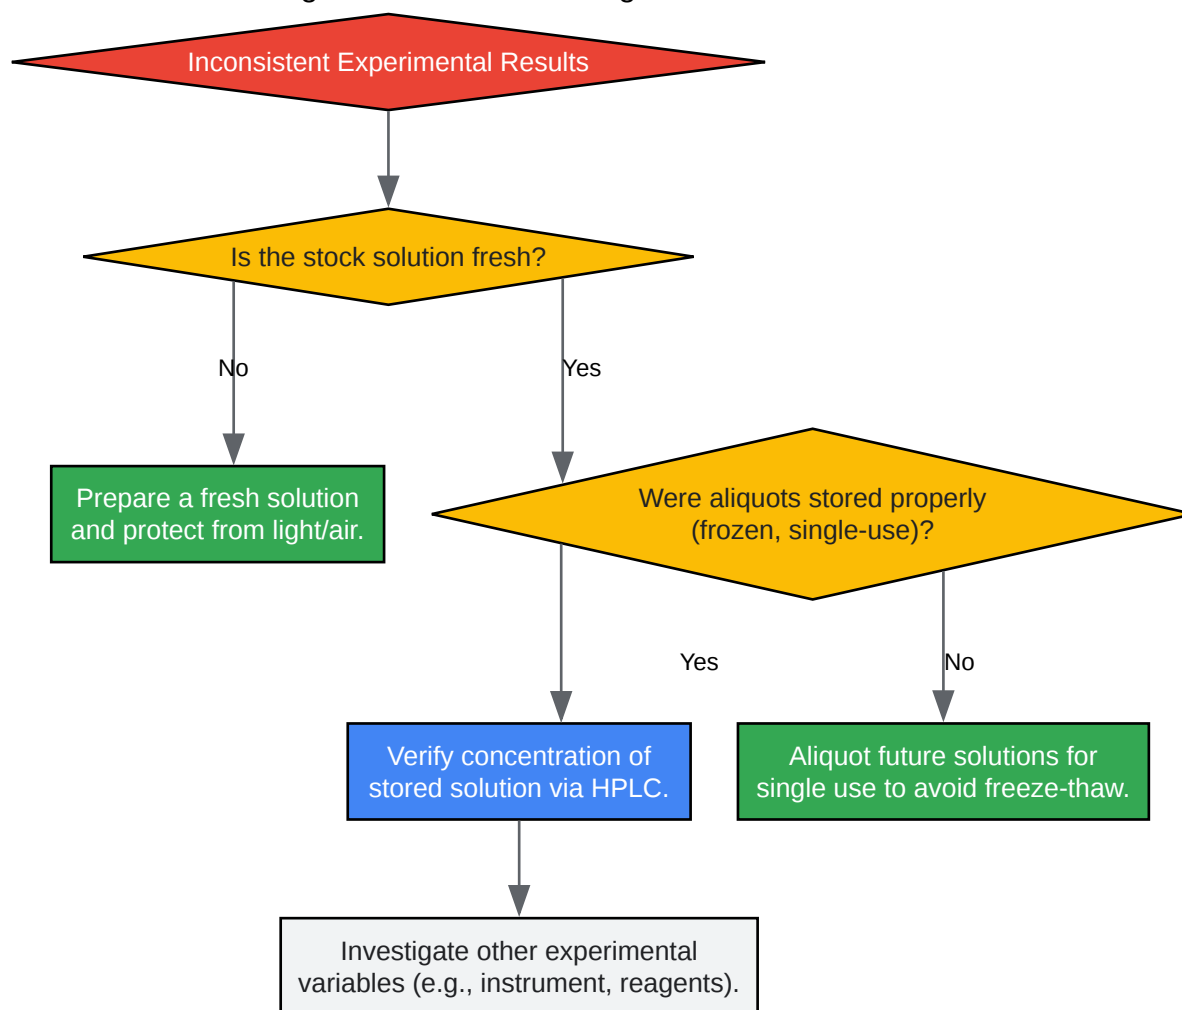 Inconsistent Experimental Results
Is the stock solution fresh?
No
Yes
Prepare a fresh solution
and protect from light/air.
Were aliquots stored properly
(frozen, single-use)?
Yes
No
Verify concentration of
stored solution via HPLC.
Aliquot future solutions for
single use to avoid freeze-thaw.
Investigate other experimental
variables (e.g., instrument, reagents).